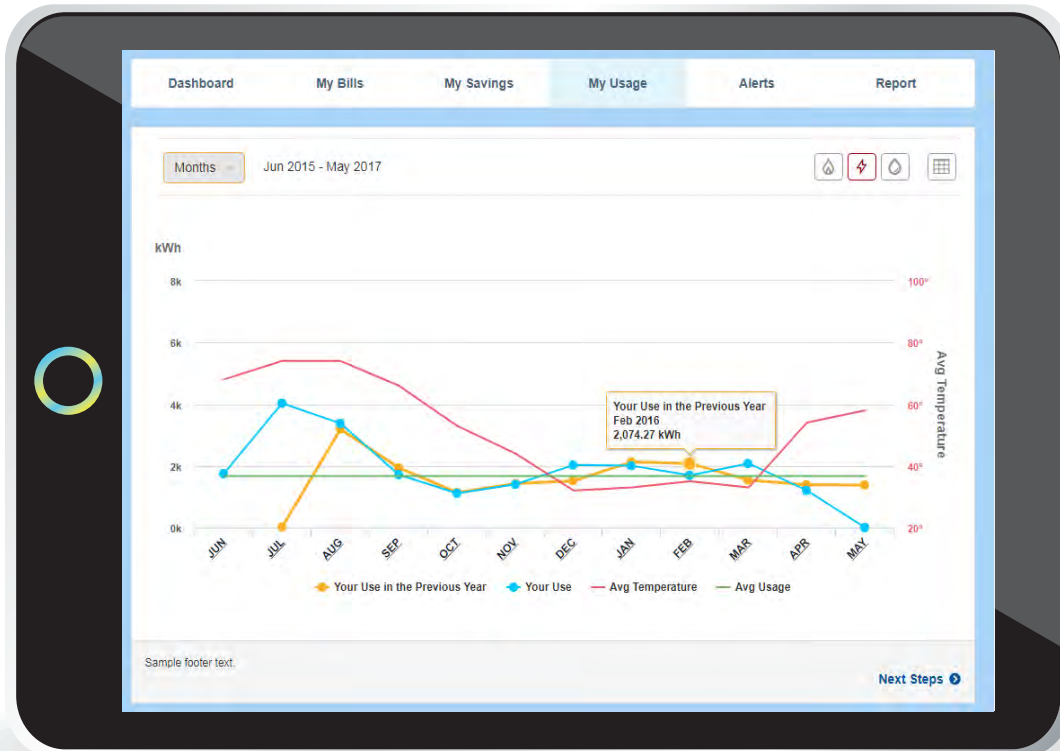 Dashboard My Bills My Savings My Usage Alerts Report
Months Jun 2015 - May 2017
kWh
8k 100°
6k 80°
4k 60°
2k 40°
0k 20°
Avg Temperature
Your Use in the Previous Year
Feb 2016
2,074.27 kWh
JUN JUL AUG SEP OCT NOV DEC JAN FEB MAR APR MAY
Your Use in the Previous Year Your Use Avg Temperature Avg Usage
Sample footer text.
Next Steps